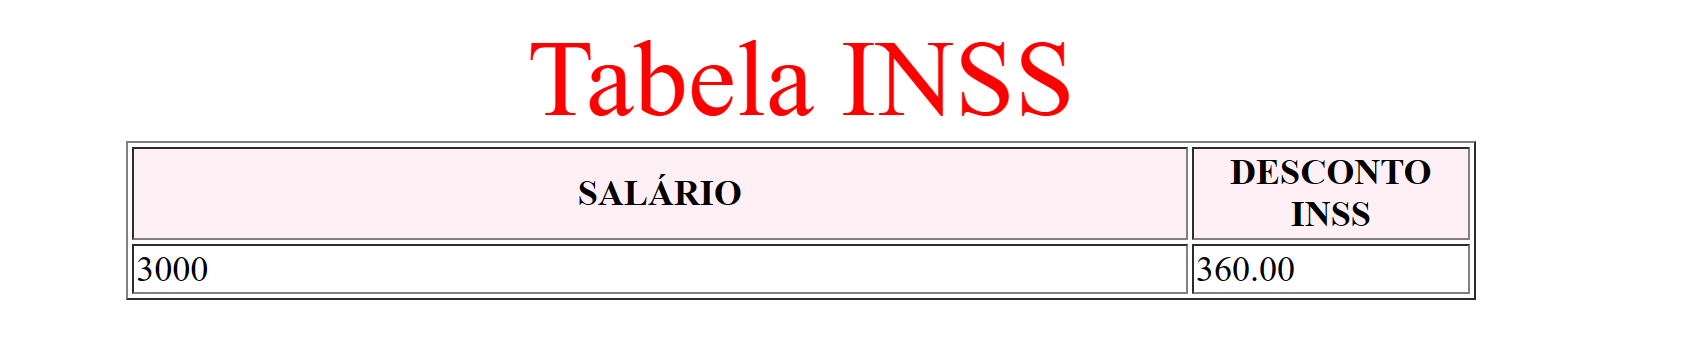 Tabela INSS
SALÁRIO
DESCONTO
INSS
3000
360.00